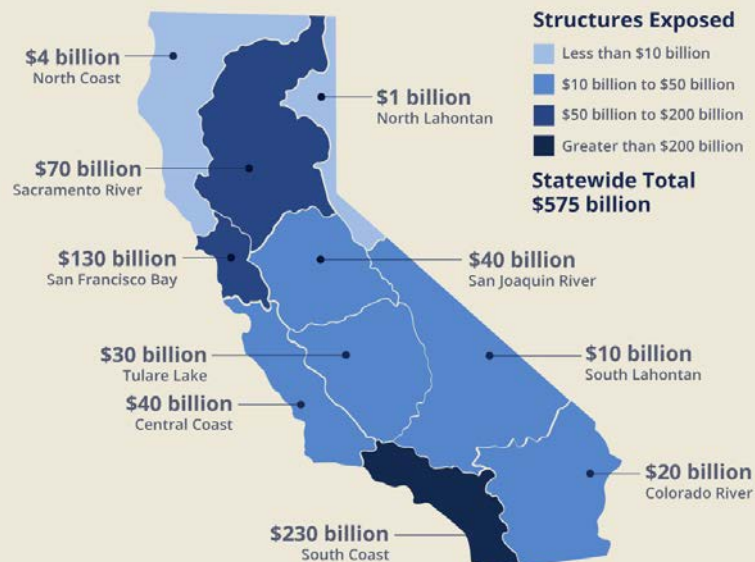 Structures Exposed
Less than $10 billion
$10 billion to $50 billion
$50 billion to $200 billion
Greater than $200 billion
Statewide Total
$575 billion
$4 billion
North Coast
$1 billion
North Lahontan
$70 billion
Sacramento River
$130 billion
San Francisco Bay
$40 billion
San Joaquin River
$30 billion
Tulare Lake
$10 billion
South Lahontan
$40 billion
Central Coast
$20 billion
Colorado River
$230 billion
South Coast